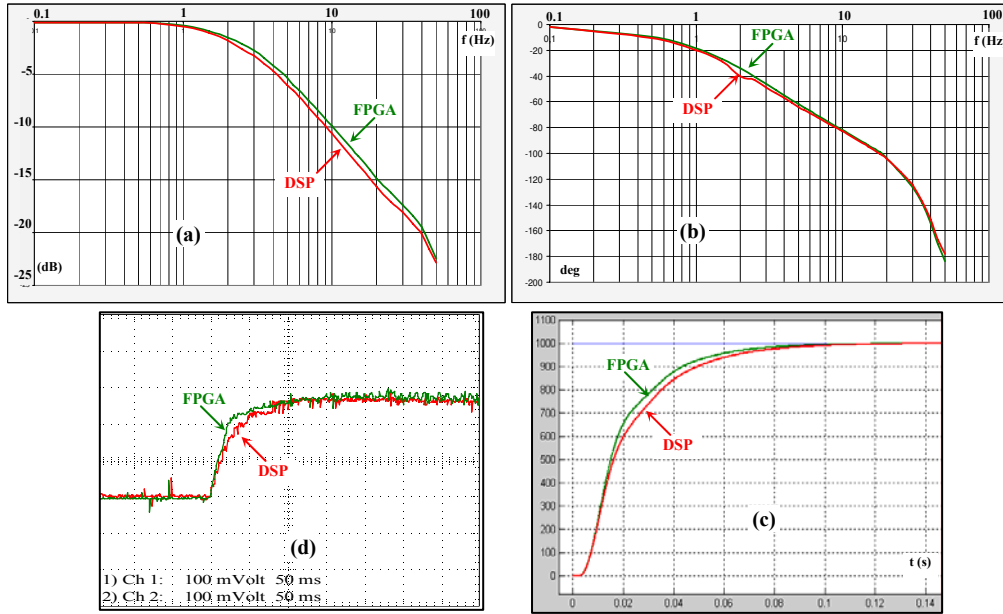 0.1 1 10 100
f (Hz)
-5
FPGA
-10
DSP
-15
-20
(a)
(dB)
-25
0.1 1 10 100
0
f (Hz)
-20
FPGA
-40
DSP
-60
-80
-100
-120
-140
(b)
-160
deg
-180
-200
FPGA
DSP
(d)
1) Ch 1: 100 mVolt 50 ms
2) Ch 2: 100 mVolt 50 ms
1100
1000
900
FPGA
800
700
DSP
600
500
400
300
(c)
200
100
t (s)
0
0 0.02 0.04 0.06 0.08 0.1 0.12 0.14